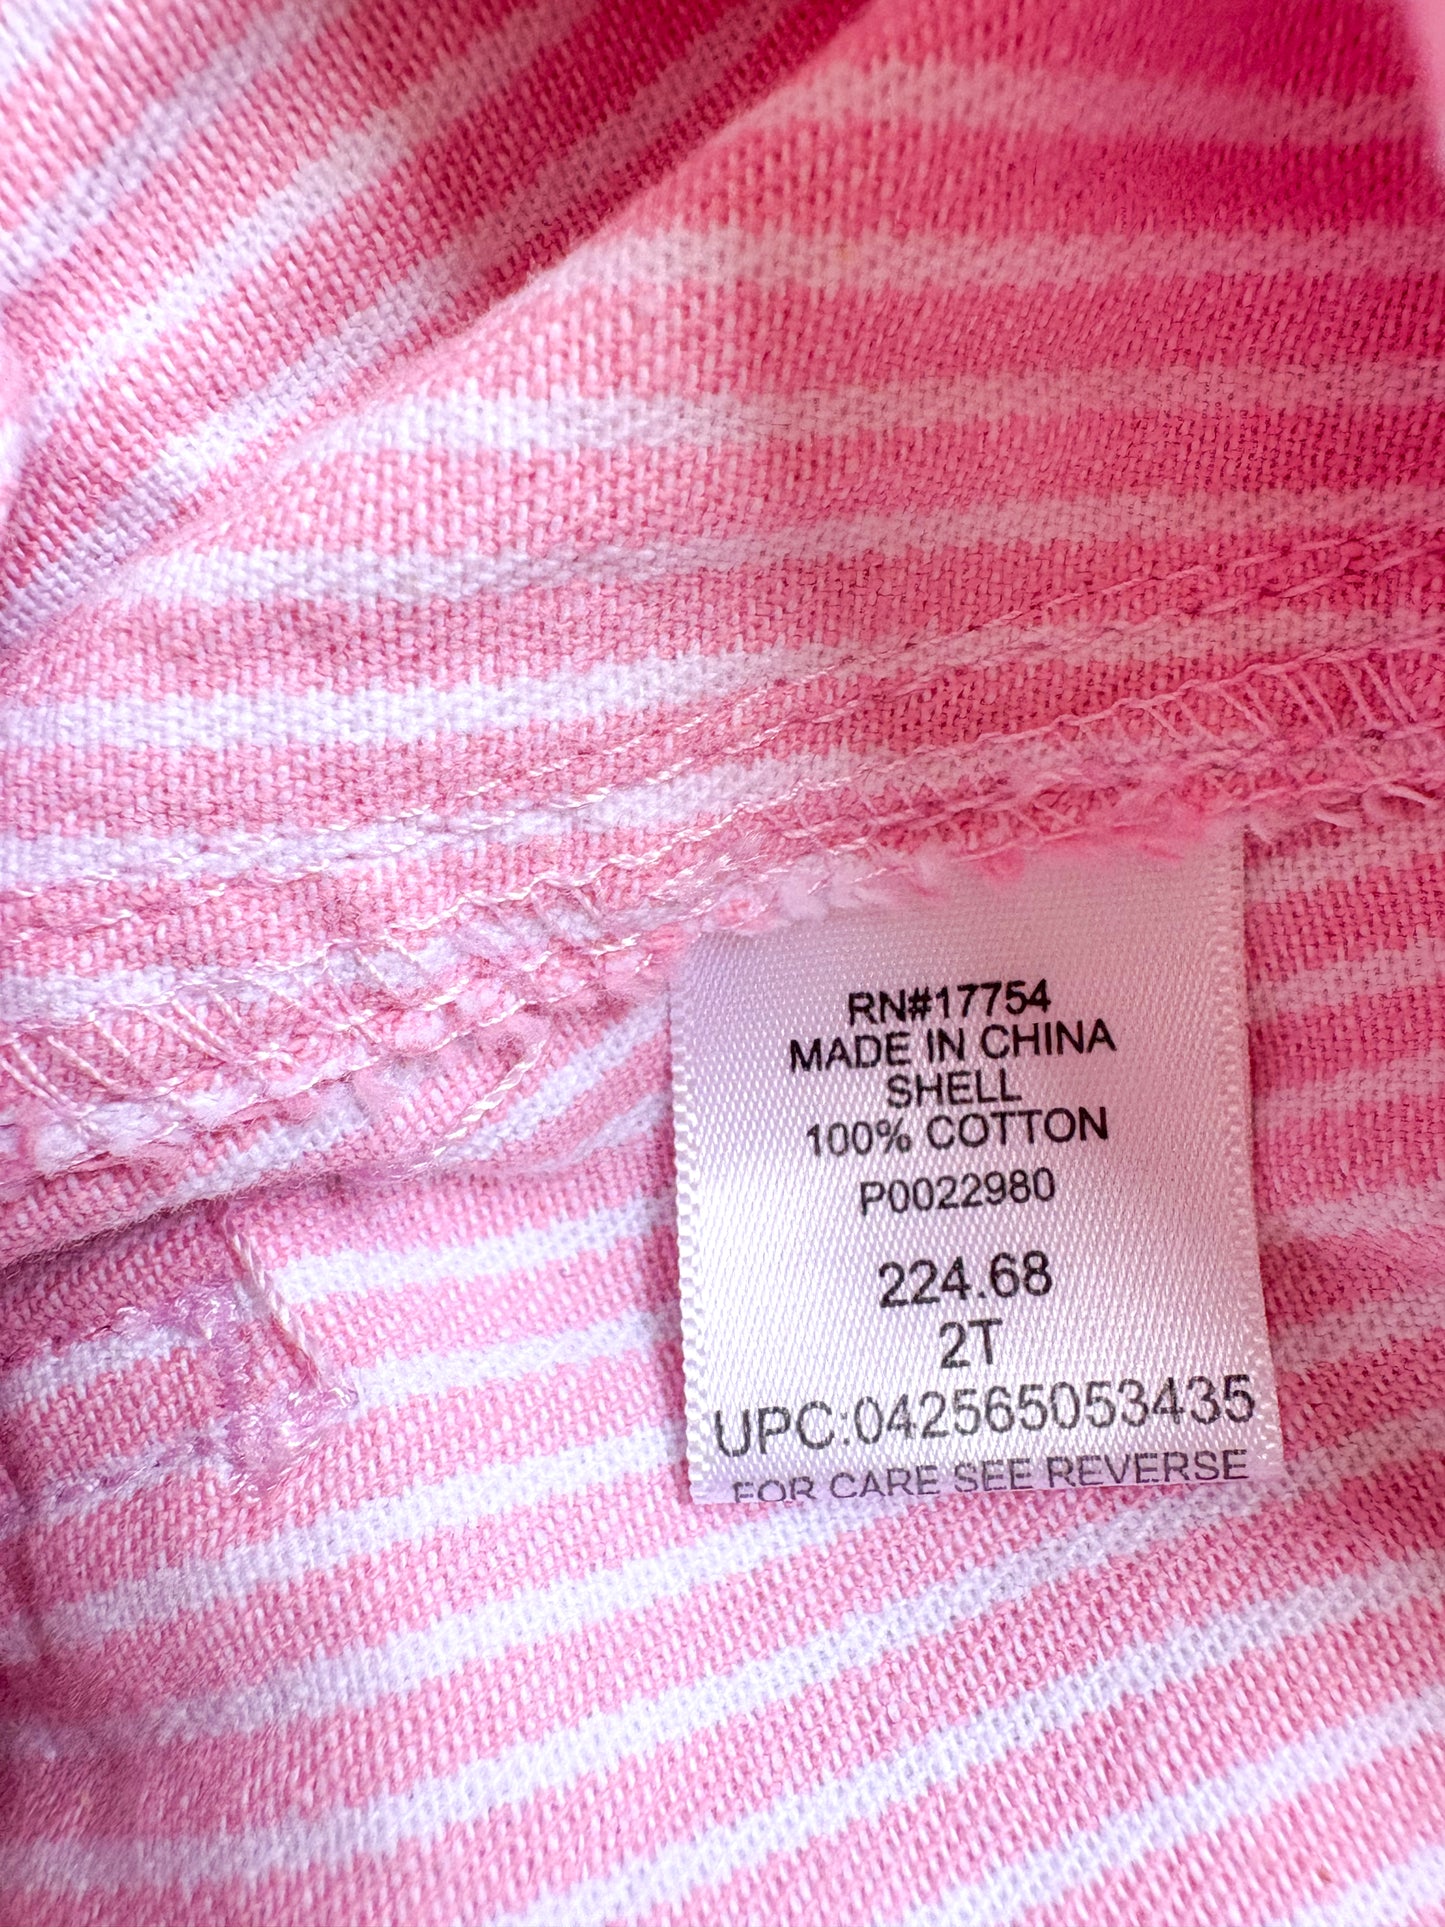 RN#17754
MADE IN CHINA
SHELL
100% COTTON
P0022980
224.68
2T
UPC:042565053435
FOR CARE SEE REVERSE